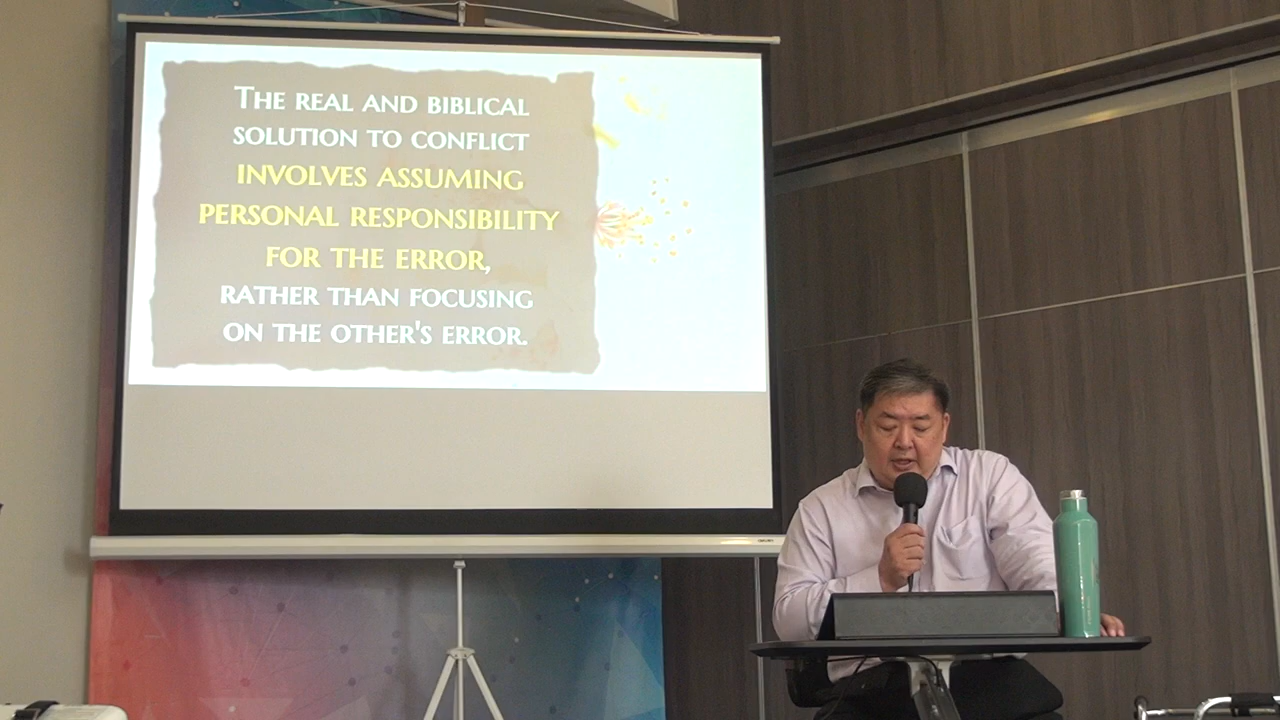 The real and biblical
solution to conflict
involves assuming
personal responsibility
for the error,
rather than focusing
on the other's error.